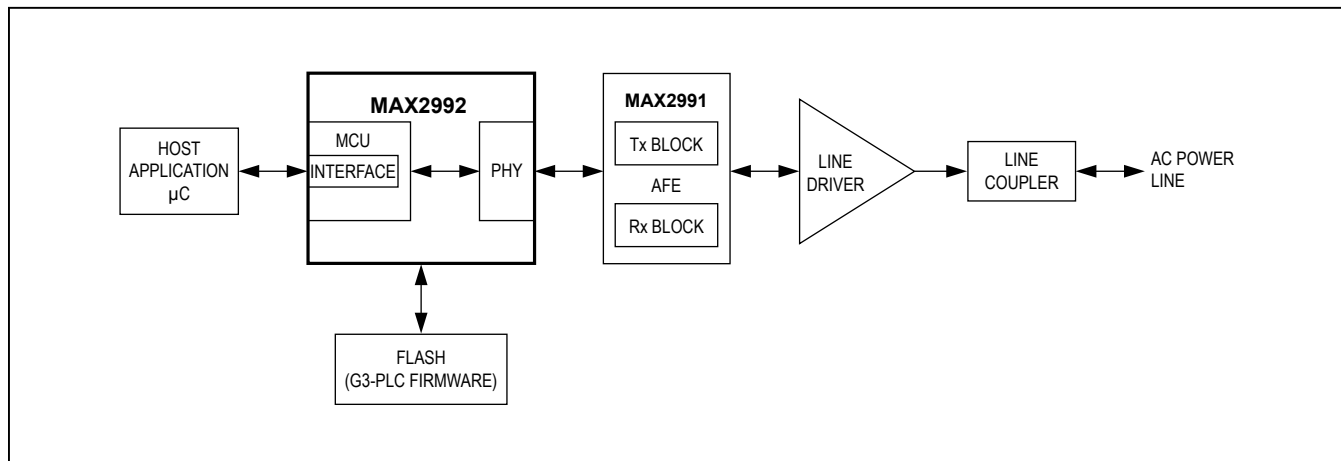 HOST
APPLICATION
µC
MAX2992
MCU
INTERFACE
PHY
FLASH
(G3-PLC FIRMWARE)
MAX2991
Tx BLOCK
AFE
Rx BLOCK
LINE
DRIVER
LINE
COUPLER
AC POWER
LINE